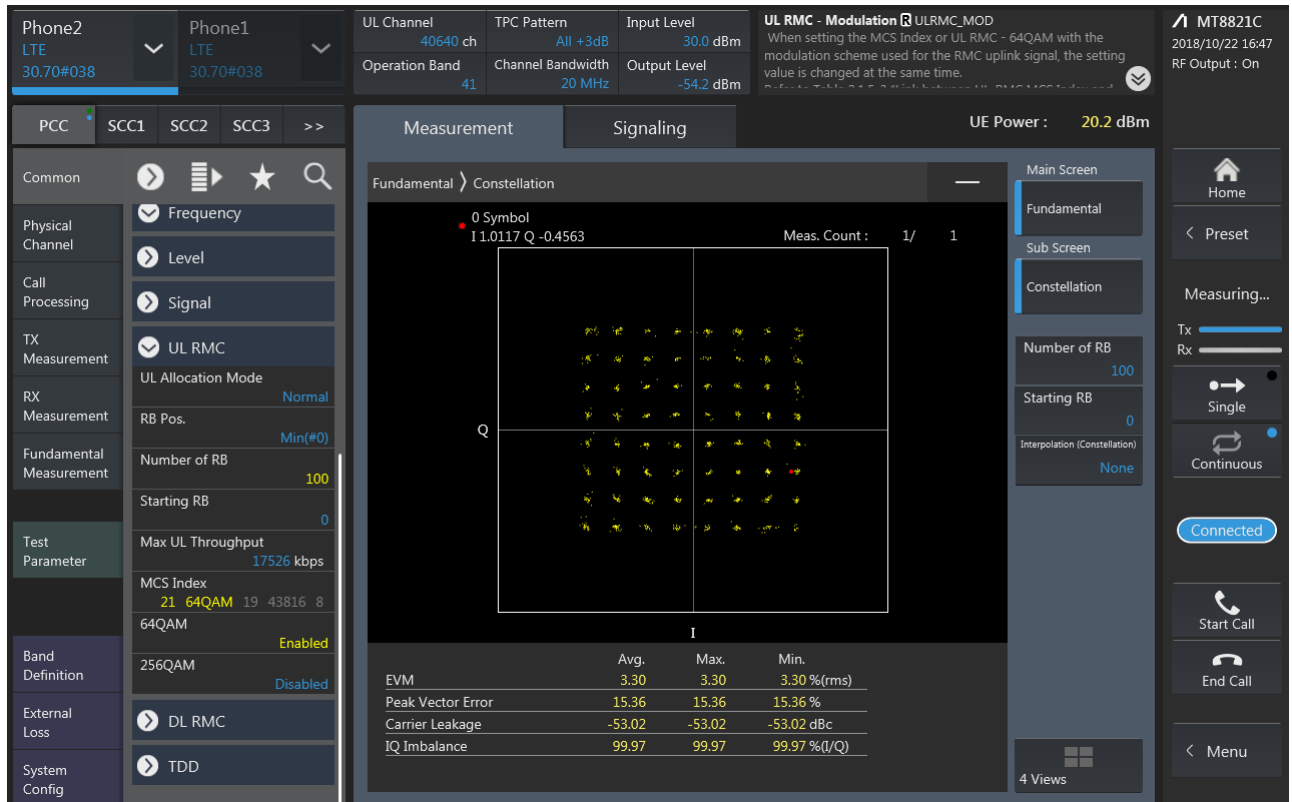 Phone2
LTE
30.70#038
Phone1
LTE
30.70#038
UL Channel
40640 ch
Operation Band
41
TPC Pattern
All +3dB
Channel Bandwidth
20 MHz
Input Level
30.0 dBm
Output Level
-54.2 dBm
UL RMC - Modulation R ULRMC_MOD
When setting the MCS Index or UL RMC - 64QAM with the
modulation scheme used for the RMC uplink signal, the setting
value is changed at the same time.
MT8821C
2018/10/22 16:47
RF Output : On
PCC SCC1 SCC2 SCC3 >>
Measurement Signaling
UE Power : 20.2 dBm
Common
Physical
Channel
Call
Processing
TX
Measurement
RX
Measurement
Fundamental
Measurement
Test
Parameter
Band
Definition
External
Loss
System
Config
Frequency
Level
Signal
UL RMC
UL Allocation Mode
Normal
RB Pos.
Min(#0)
Number of RB
100
Starting RB
0
Max UL Throughput
17526 kbps
MCS Index
21 64QAM 19 43816 8
64QAM
Enabled
256QAM
Disabled
DL RMC
TDD
Fundamental 〉 Constellation
0 Symbol
I 1.0117 Q -0.4563
Meas. Count : 1/ 1
Q
I
Avg. Max. Min.
EVM 3.30 3.30 3.30 %(rms)
Peak Vector Error 15.36 15.36 15.36 %
Carrier Leakage -53.02 -53.02 -53.02 dBc
IQ Imbalance 99.97 99.97 99.97 %(I/Q)
Main Screen
Fundamental
Sub Screen
Constellation
Number of RB
100
Starting RB
0
Interpolation (Constellation)
None
4 Views
Home
< Preset
Measuring...
Tx
Rx
Single
Continuous
Connected
Start Call
End Call
< Menu